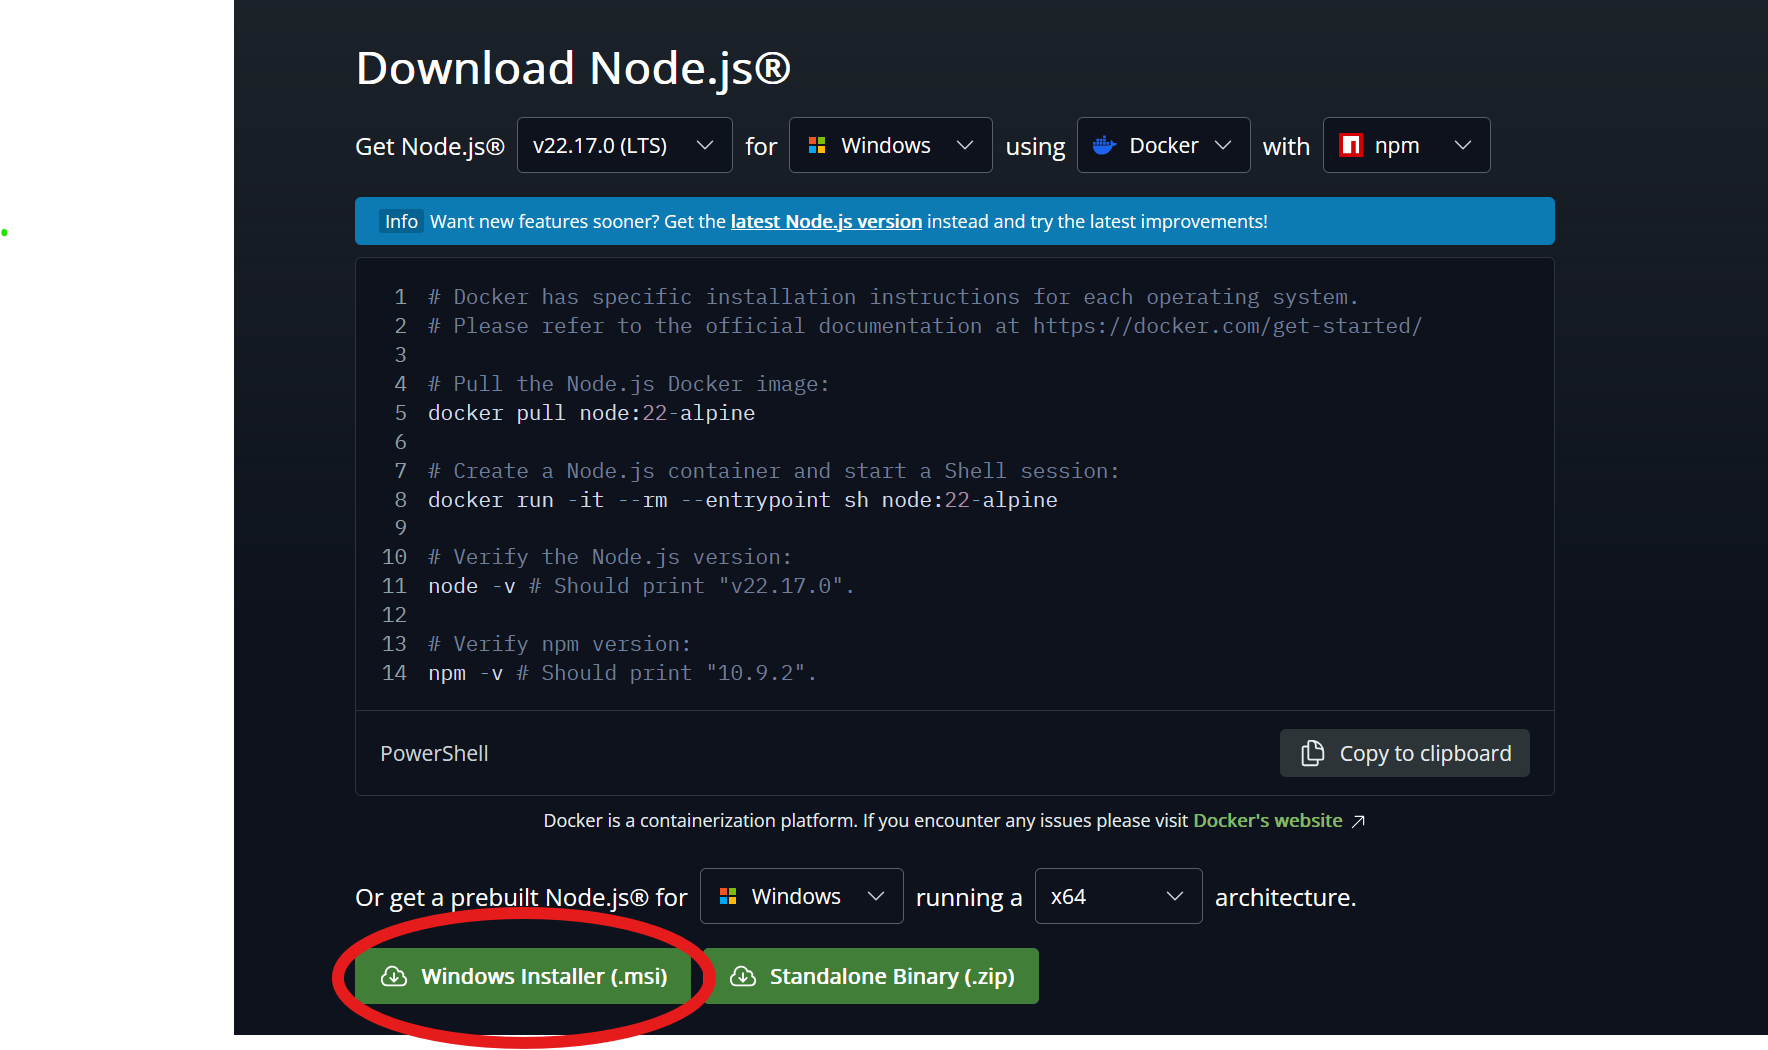 Download Node.js®
Get Node.js® v22.17.0 (LTS) for Windows using Docker with npm
Info Want new features sooner? Get the latest Node.js version instead and try the latest improvements!
1 # Docker has specific installation instructions for each operating system.
2 # Please refer to the official documentation at https://docker.com/get-started/
3
4 # Pull the Node.js Docker image:
5 docker pull node:22-alpine
6
7 # Create a Node.js container and start a Shell session:
8 docker run -it --rm --entrypoint sh node:22-alpine
9
10 # Verify the Node.js version:
11 node -v # Should print "v22.17.0".
12
13 # Verify npm version:
14 npm -v # Should print "10.9.2".
PowerShell Copy to clipboard
Docker is a containerization platform. If you encounter any issues please visit Docker's website
Or get a prebuilt Node.js® for Windows running a x64 architecture.
Windows Installer (.msi) Standalone Binary (.zip)